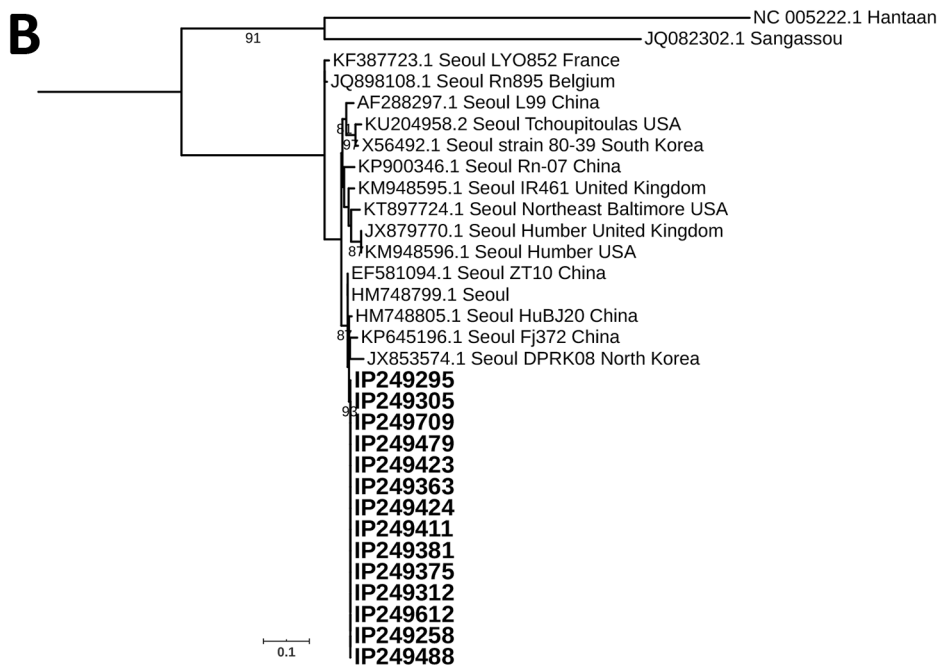 B
NC 005222.1 Hantaan
91
JQ082302.1 Sangassou
KF387723.1 Seoul LYO852 France
JQ898108.1 Seoul Rn895 Belgium
AF288297.1 Seoul L99 China
81
KU204958.2 Seoul Tchoupitoulas USA
97
X56492.1 Seoul strain 80-39 South Korea
KP900346.1 Seoul Rn-07 China
KM948595.1 Seoul IR461 United Kingdom
KT897724.1 Seoul Northeast Baltimore USA
JX879770.1 Seoul Humber United Kingdom
87
KM948596.1 Seoul Humber USA
EF581094.1 Seoul ZT10 China
HM748799.1 Seoul
HM748805.1 Seoul HuBJ20 China
87
KP645196.1 Seoul Fj372 China
JX853574.1 Seoul DPRK08 North Korea
IP249295
IP249305
93
IP249709
IP249479
IP249423
IP249363
IP249424
IP249411
IP249381
IP249375
IP249312
IP249612
IP249258
IP249488
0.1